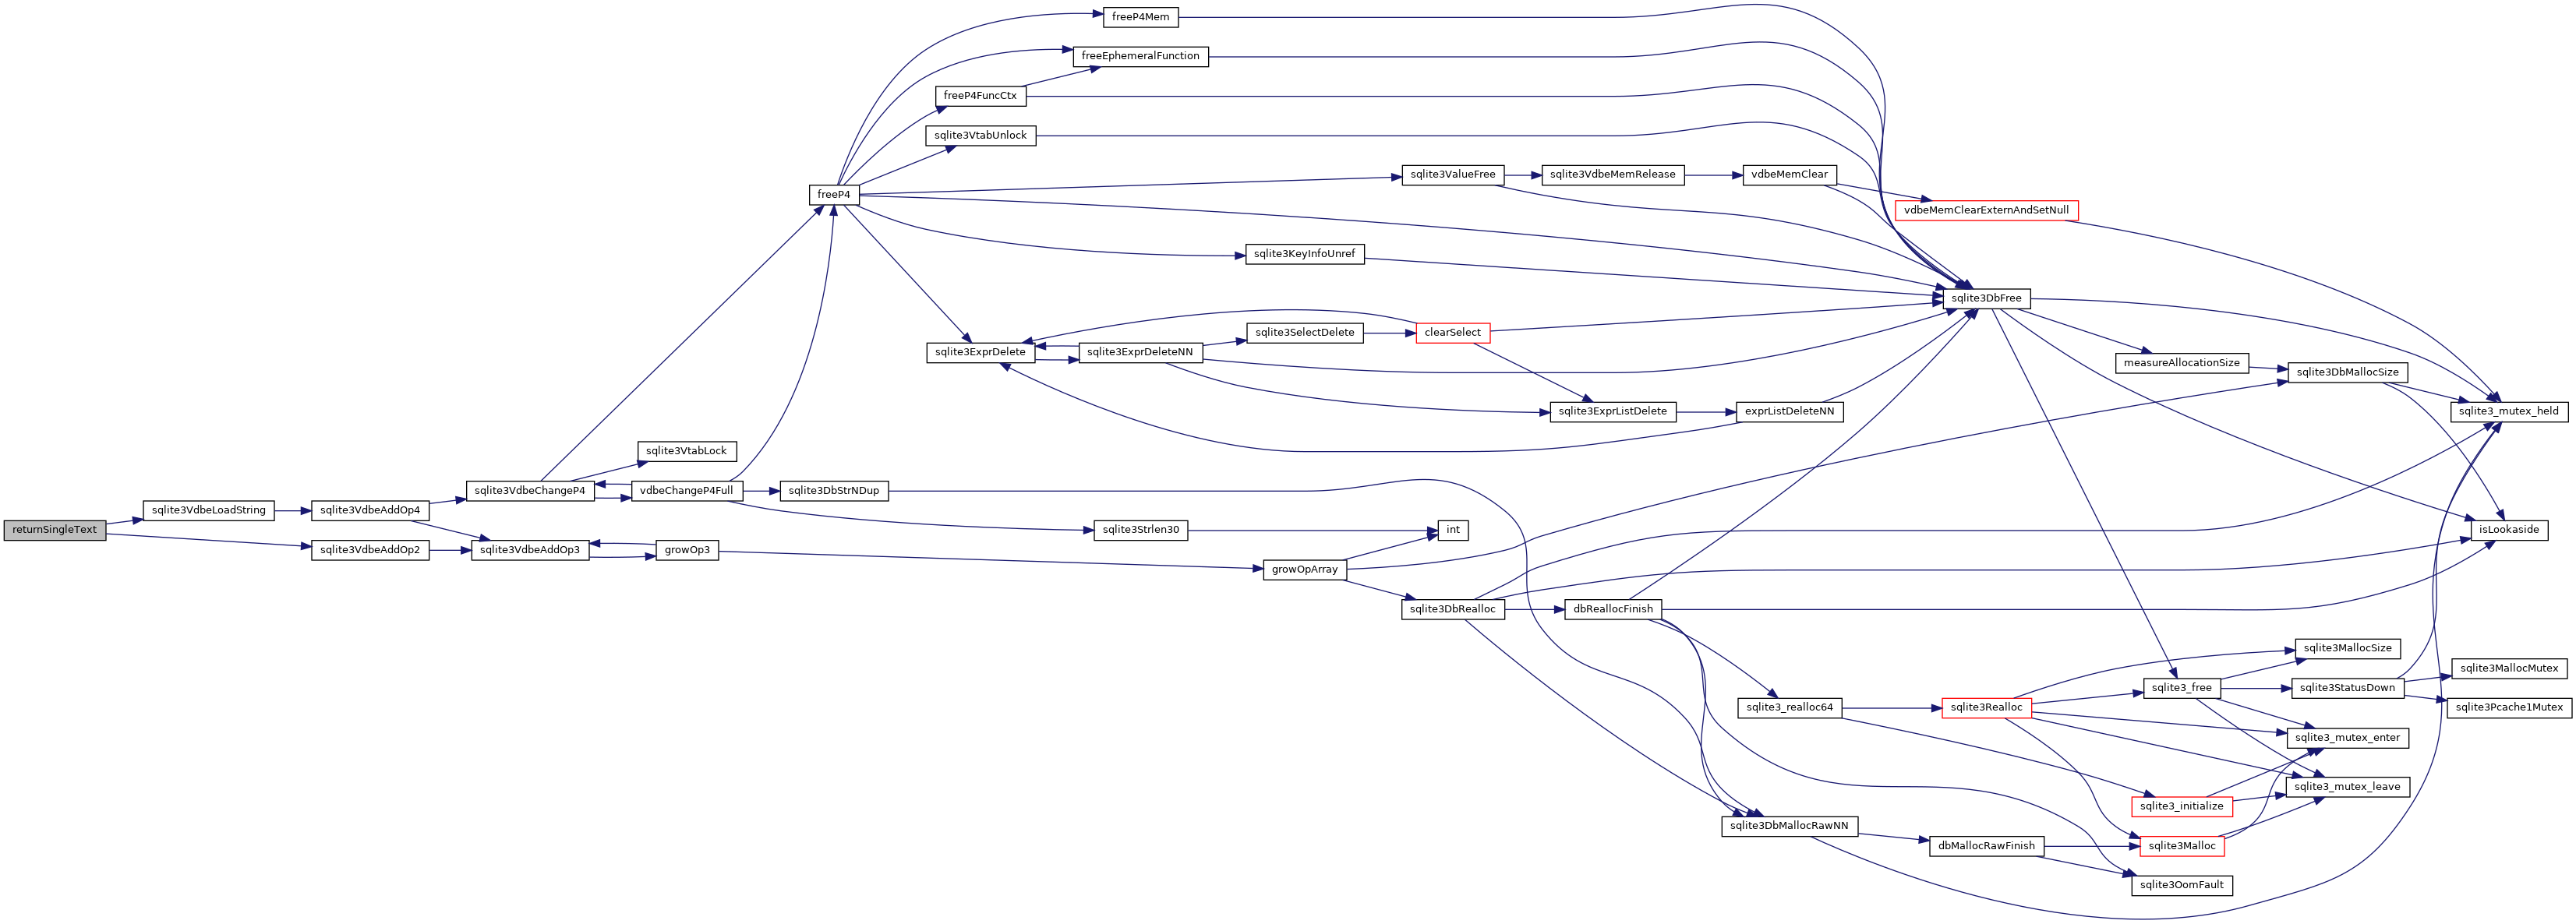 freeP4Mem
freeEphemeralFunction
freeP4FuncCtx
sqlite3VtabUnlock
sqlite3ValueFree
sqlite3VdbeMemRelease
vdbeMemClear
freeP4
vdbeMemClearExternAndSetNull
sqlite3KeyInfoUnref
sqlite3DbFree
sqlite3SelectDelete
clearSelect
sqlite3ExprDelete
sqlite3ExprDeleteNN
measureAllocationSize
sqlite3DbMallocSize
sqlite3ExprListDelete
exprListDeleteNN
sqlite3_mutex_held
sqlite3VtabLock
sqlite3VdbeChangeP4
vdbeChangeP4Full
sqlite3DbStrNDup
sqlite3VdbeLoadString
sqlite3VdbeAddOp4
returnSingleText
sqlite3Strlen30
int
isLookaside
sqlite3VdbeAddOp2
sqlite3VdbeAddOp3
growOp3
growOpArray
sqlite3DbRealloc
dbReallocFinish
sqlite3MallocSize
sqlite3MallocMutex
sqlite3_free
sqlite3StatusDown
sqlite3_realloc64
sqlite3Realloc
sqlite3Pcache1Mutex
sqlite3_mutex_enter
sqlite3_mutex_leave
sqlite3_initialize
sqlite3DbMallocRawNN
dbMallocRawFinish
sqlite3Malloc
sqlite3OomFault